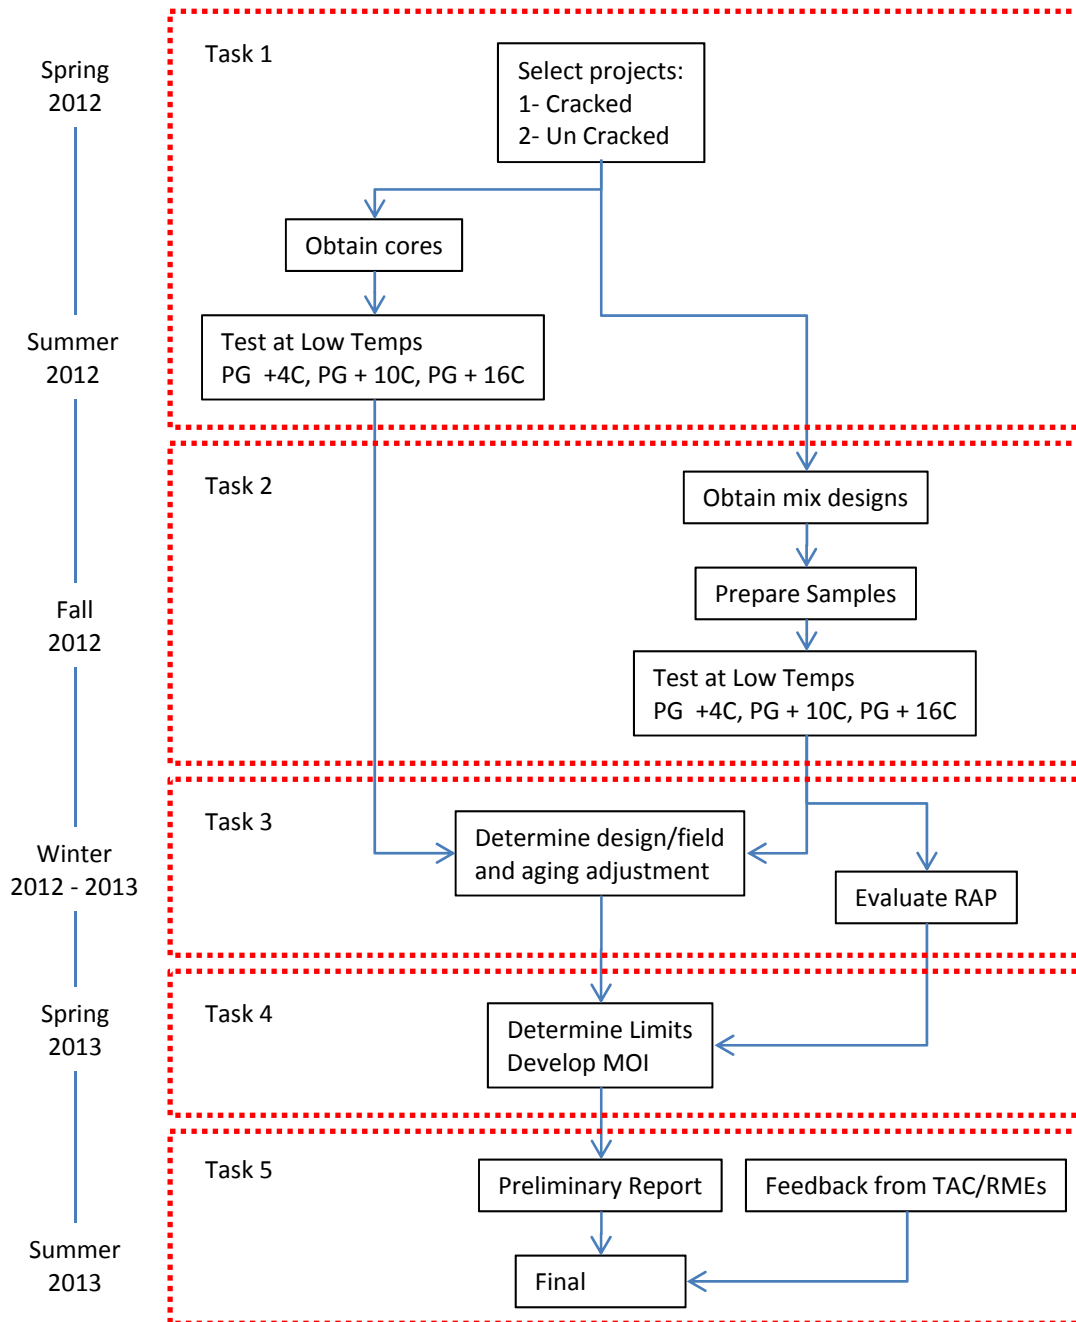 Spring
2012
Task 1
Select projects:
1- Cracked
2- Un Cracked
Obtain cores
Summer
2012
Test at Low Temps
PG  +4C, PG + 10C, PG + 16C
Task 2
Obtain mix designs
Prepare Samples
Fall
2012
Test at Low Temps
PG  +4C, PG + 10C, PG + 16C
Task 3
Winter
2012 - 2013
Determine design/field
and aging adjustment
Evaluate RAP
Spring
2013
Task 4
Determine Limits
Develop MOI
Task 5
Preliminary Report
Feedback from TAC/RMEs
Summer
2013
Final